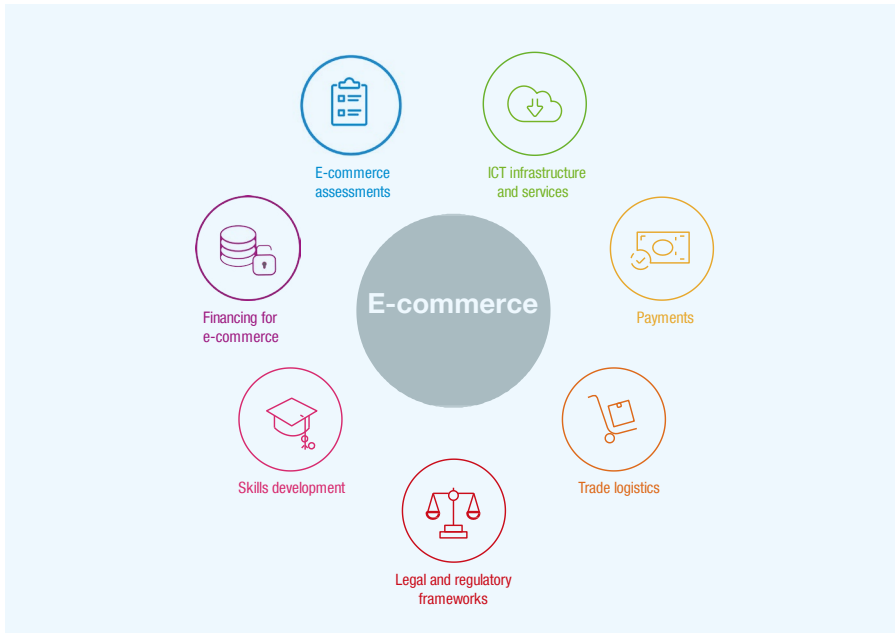 E-commerce
assessments
ICT infrastructure
and services
Financing for
e-commerce
E-commerce
Payments
Skills development
Trade logistics
Legal and regulatory
frameworks